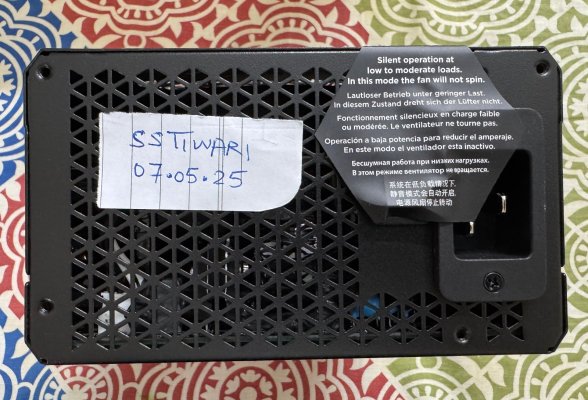 Silent operation at
low to moderate loads.
In this mode the fan will not spin.
Lautloser Betrieb unter geringer Last.
In diesem Zustand dreht sich der Lüfter nicht.
Fonctionnement silencieux en charge faible
ou modérée. Le ventilateur ne tourne pas.
Operación a baja potencia para reducir el amperaje.
En este modo el ventilador esta inactivo.
Бесшумная работа при низких нагрузках.
В этом режиме вентилятор не вращается.
系统在低负载情况下,
静音模式会自动开启,
电源风扇停止转动
SSTIWARI
07.05.25